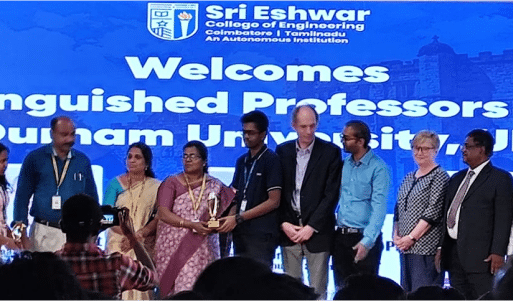 Sri Eshwar
College of Engineering
Coimbatore | Tamilnadu
An Autonomous Institution
Welcomes
nguished Professors
Durham University, U